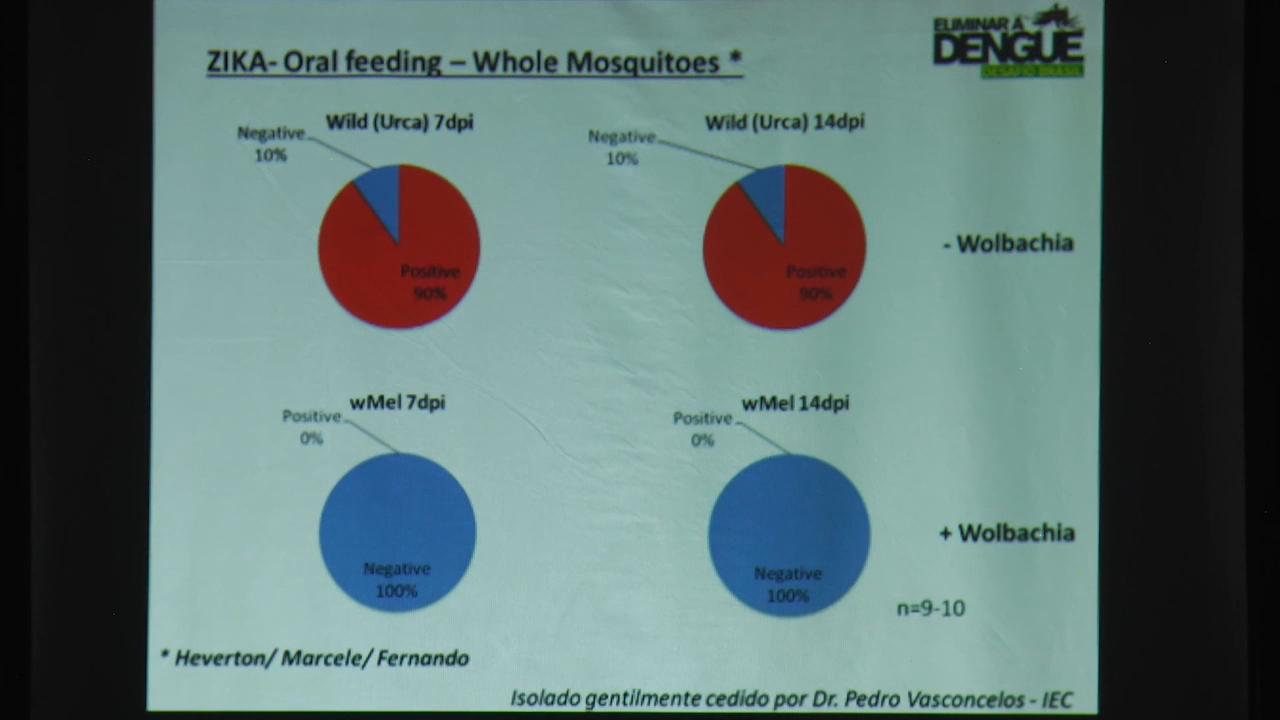 ELIMINAR A
DENGUE
DESAFIO BRASIL
ZIKA- Oral feeding – Whole Mosquitoes *
Wild (Urca) 7dpi
Negative
10%
Positive
90%
Wild (Urca) 14dpi
Negative
10%
Positive
90%
- Wolbachia
wMel 7dpi
Positive
0%
Negative
100%
wMel 14dpi
Positive
0%
Negative
100%
+ Wolbachia
n=9-10
* Heverton/ Marcele/ Fernando
Isolado gentilmente cedido por Dr. Pedro Vasconcelos - IEC